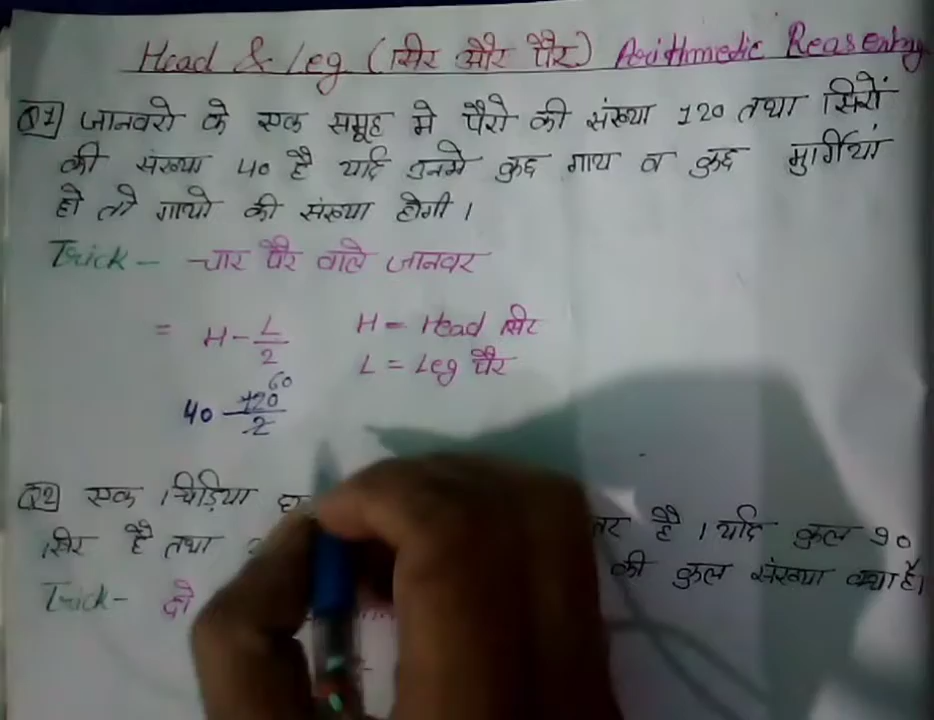 Head & Leg (सिर और पैर) Arithmedic Reasoning
Q1] जानवरो के एक समूह मे पैरो की संख्या 120 तथा सिरों
की संख्या 40 है यदि उनमे कुछ गाय व कुछ मुर्गियां
हो तो गायो की संख्या होगी ।
Trick - चार पैर वाले जानवर
= H - L/2 H = Head सिर
L = Leg पैर
40 - 120/2 60
Q2] एक चिड़िया है । यदि कुल 90
सिर है तथा की कुल संख्या क्या है।
Trick - दो